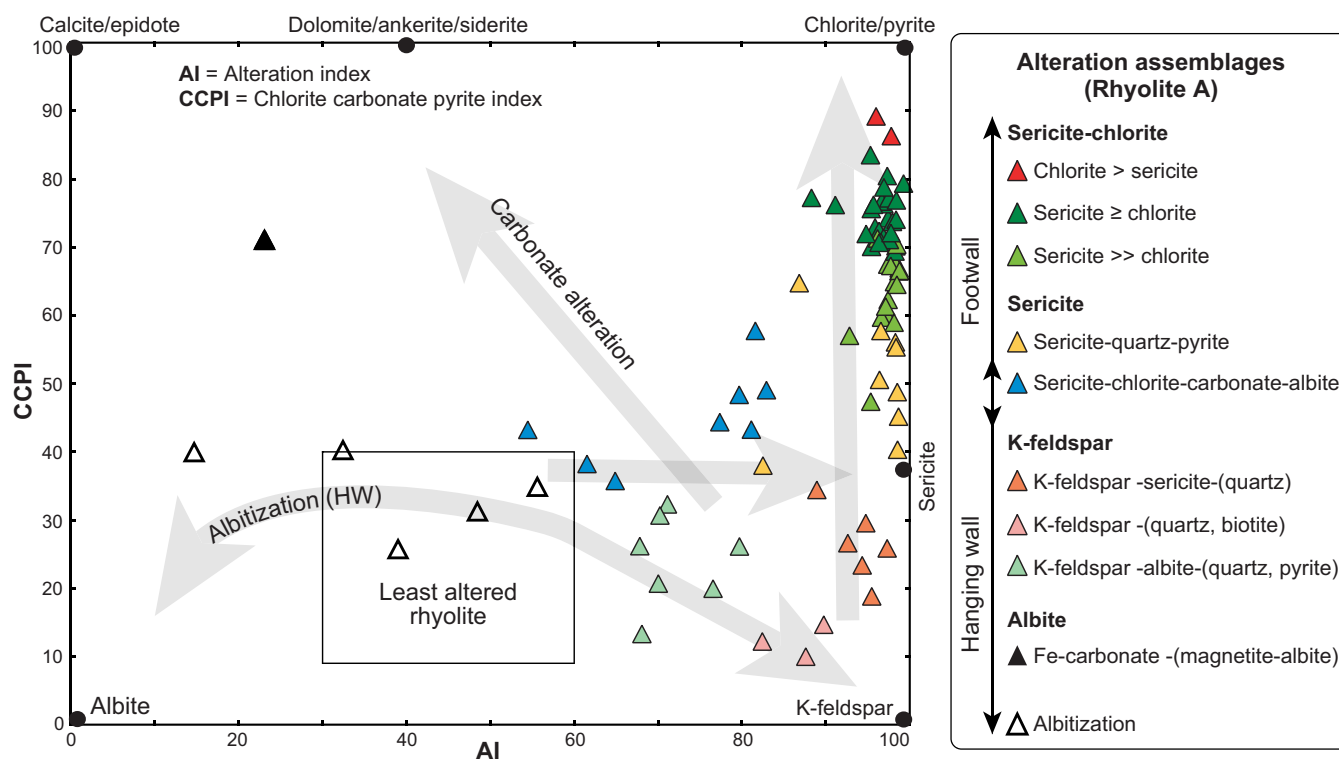 Calcite/epidote
Dolomite/ankerite/siderite
Chlorite/pyrite
AI = Alteration index
CCPI = Chlorite carbonate pyrite index
100
90
80
70
60
50
40
30
20
10
0
CCPI
Carbonate alteration
Albitization (HW)
Least altered
rhyolite
Sericite
Albite
K-feldspar
0
20
40
60
80
100
AI
Alteration assemblages
(Rhyolite A)
Footwall
Hanging wall
Sericite-chlorite
Chlorite > sericite
Sericite ≥ chlorite
Sericite >> chlorite
Sericite
Sericite-quartz-pyrite
Sericite-chlorite-carbonate-albite
K-feldspar
K-feldspar -sericite-(quartz)
K-feldspar -(quartz, biotite)
K-feldspar -albite-(quartz, pyrite)
Albite
Fe-carbonate -(magnetite-albite)
Albitization